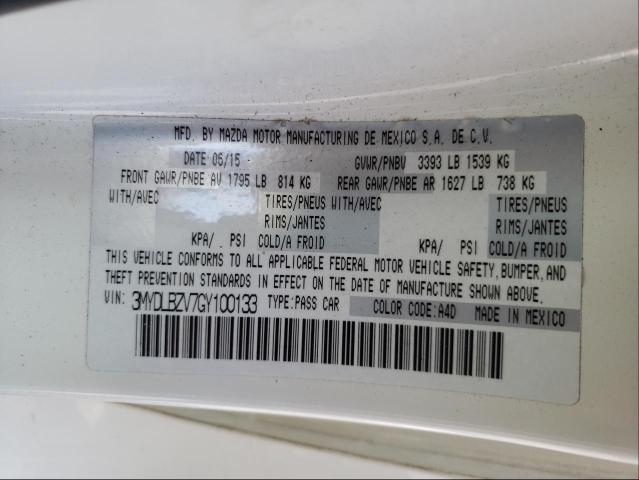 MFD. BY MAZDA MOTOR MANUFACTURING DE MEXICO S.A. DE C.V.
DATE 06/15 GVWR/PNBV 3393 LB 1539 KG
FRONT GAWR/PNBE AV 1795 LB 814 KG REAR GAWR/PNBE AR 1627 LB 738 KG
WITH/AVEC TIRES/PNEUS WITH/AVEC TIRES/PNEUS
RIMS/JANTES RIMS/JANTES
KPA/ PSI COLD/A FROID KPA/ PSI COLD/A FROID
THIS VEHICLE CONFORMS TO ALL APPLICABLE FEDERAL MOTOR VEHICLE SAFETY, BUMPER, AND
THEFT PREVENTION STANDARDS IN EFFECT ON THE DATE OF MANUFACTURE SHOWN ABOVE.
VIN: 3MYDLBZV7GY100133 TYPE: PASS CAR COLOR CODE: A4D MADE IN MEXICO